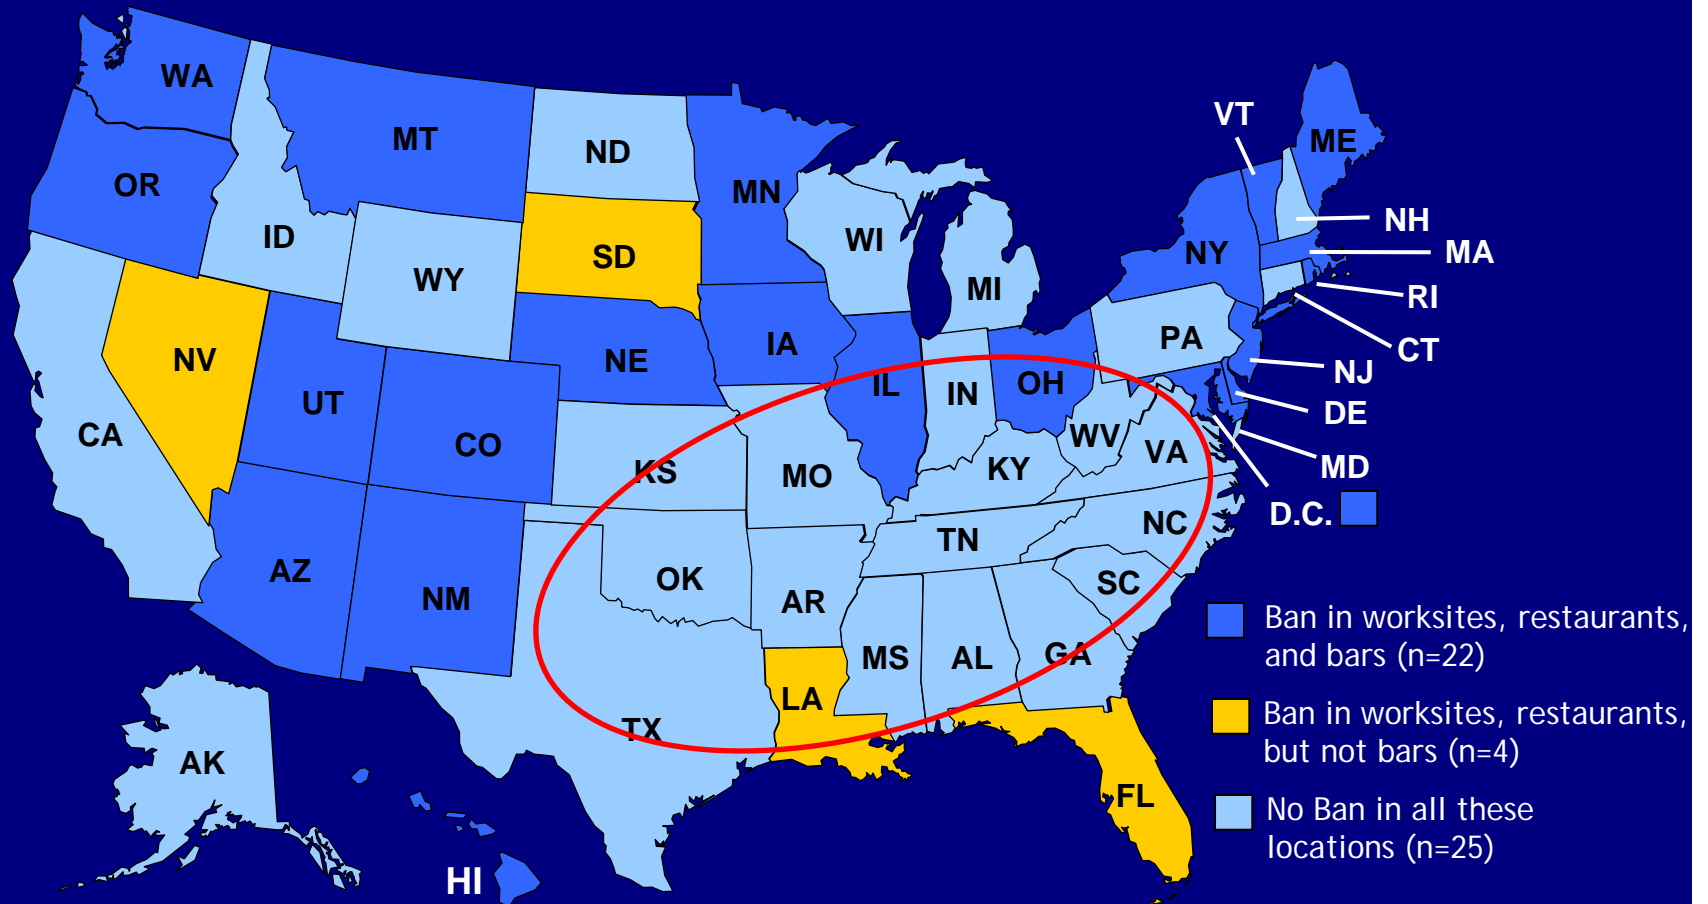 WA
MT
ND
MN
VT
ME
OR
ID
WY
SD
WI
MI
NY
NH
MA
RI
CT
NV
UT
CO
NE
IA
IL
IN
OH
PA
NJ
DE
MD
D.C.
CA
KS
MO
KY
WV
VA
AZ
NM
OK
AR
TN
NC
SC
TX
LA
MS
AL
GA
FL
AK
HI
Ban in worksites, restaurants,
and bars (n=22)
Ban in worksites, restaurants,
but not bars (n=4)
No Ban in all these
locations (n=25)